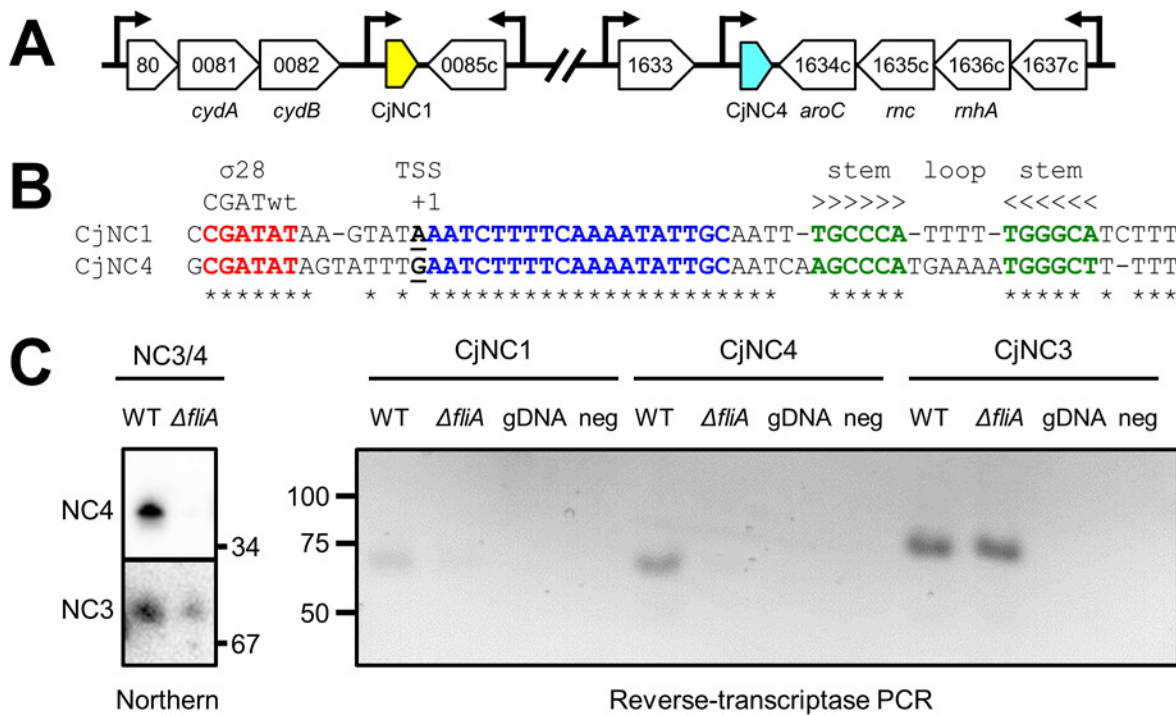 A
80 0081 0082 0085c 1633 1634c 1635c 1636c 1637c
cydA cydB CjNC1 CjNC4 aroC rnc rnhA
B
σ28 TSS stem loop stem
CGATwt +1 >>>>>> <<<<<<
CjNC1 CCGATATAA-GTATAAATCTTTTCAAAATATTGCAATT-TGCCCA-TTTT-TGGGCATCTTT
CjNC4 GCGATATAGTATTTGAATCTTTTCAAAATATTGCAATCAAGCCCATGAAAATGGGCTT-TTT
******* * * ******************* ***** ***** * ***
C
NC3/4 CjNC1 CjNC4 CjNC3
WT ΔfliA WT ΔfliA gDNA neg WT ΔfliA gDNA neg WT ΔfliA gDNA neg
NC4
34
NC3
67
100
75
50
Northern Reverse-transcriptase PCR